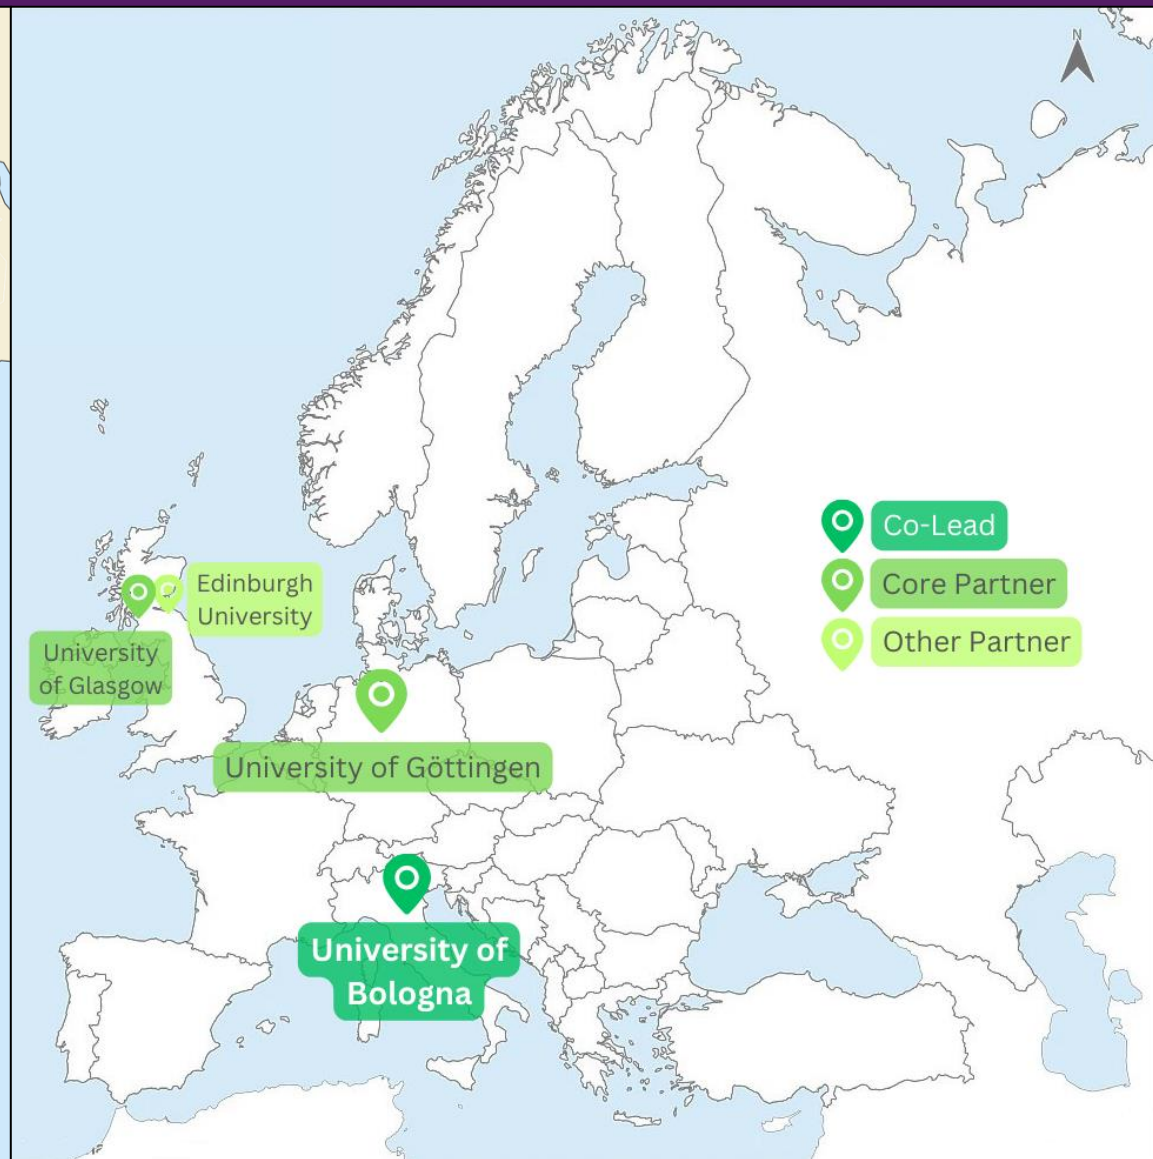 N
Co-Lead
Core Partner
Other Partner
Edinburgh
University
University
of Glasgow
University of Göttingen
University of
Bologna